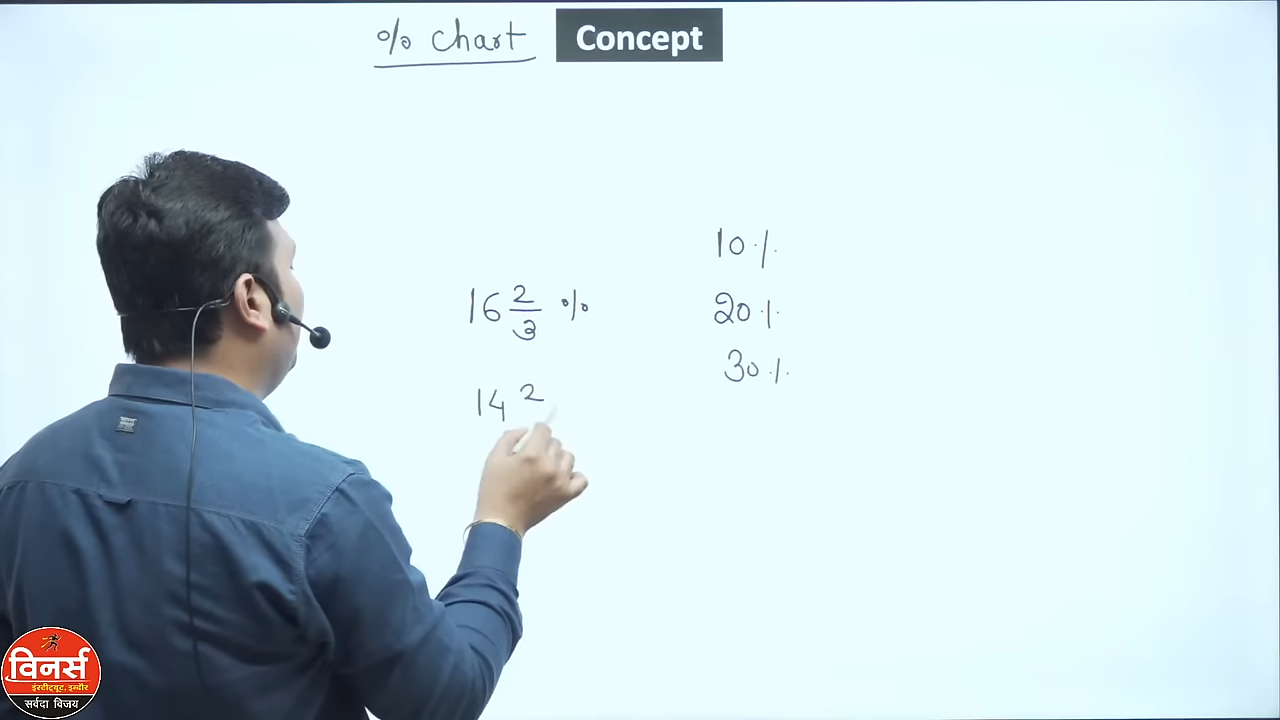 % chart Concept
16 2/3 %
14 2
10 %
20 %
30 %
विनर्स
इंस्टीट्यूट, इन्दौर
सर्वदा विजय